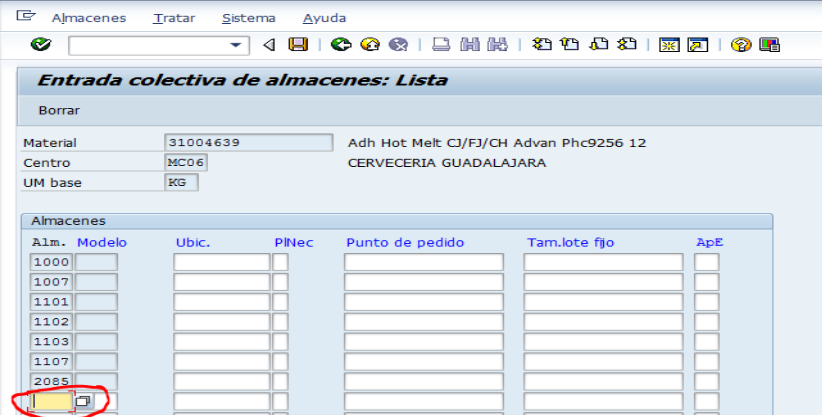 Almacenes Tratar Sistema Ayuda
Entrada colectiva de almacenes: Lista
Borrar
Material 31004639 Adh Hot Melt CJ/FJ/CH Advan Phc9256 12
Centro MC06 CERVECERIA GUADALAJARA
UM base KG
Almacenes
Alm. Modelo Ubic. PlNec Punto de pedido Tam.lote fijo ApE
1000
1007
1101
1102
1103
1107
2085